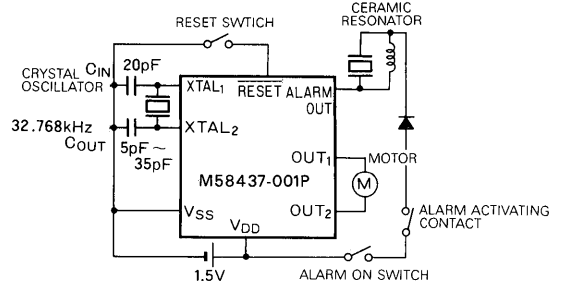 RESET SWTICH
CERAMIC
RESONATOR
CIN 20pF
CRYSTAL
OSCILLATOR
XTAL1
RESET
ALARM
OUT
32.768kHz
XTAL2
COUT
5pF ~
35pF
OUT1
MOTOR
M58437-001P
M
VSS
OUT2
ALARM ACTIVATING
CONTACT
VDD
1.5V
ALARM ON SWITCH